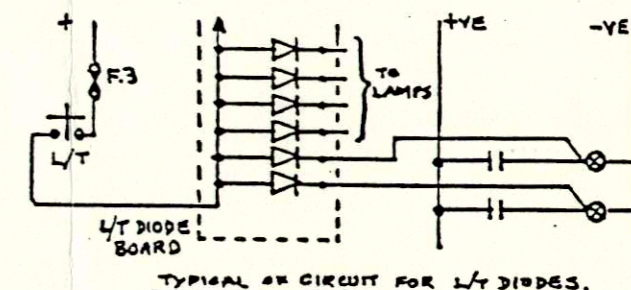 +
F.3
L/T
L/T DIODE
BOARD
TO
LAMPS
+VE
-VE
TYPICAL CIRCUIT FOR L/T DIODES.